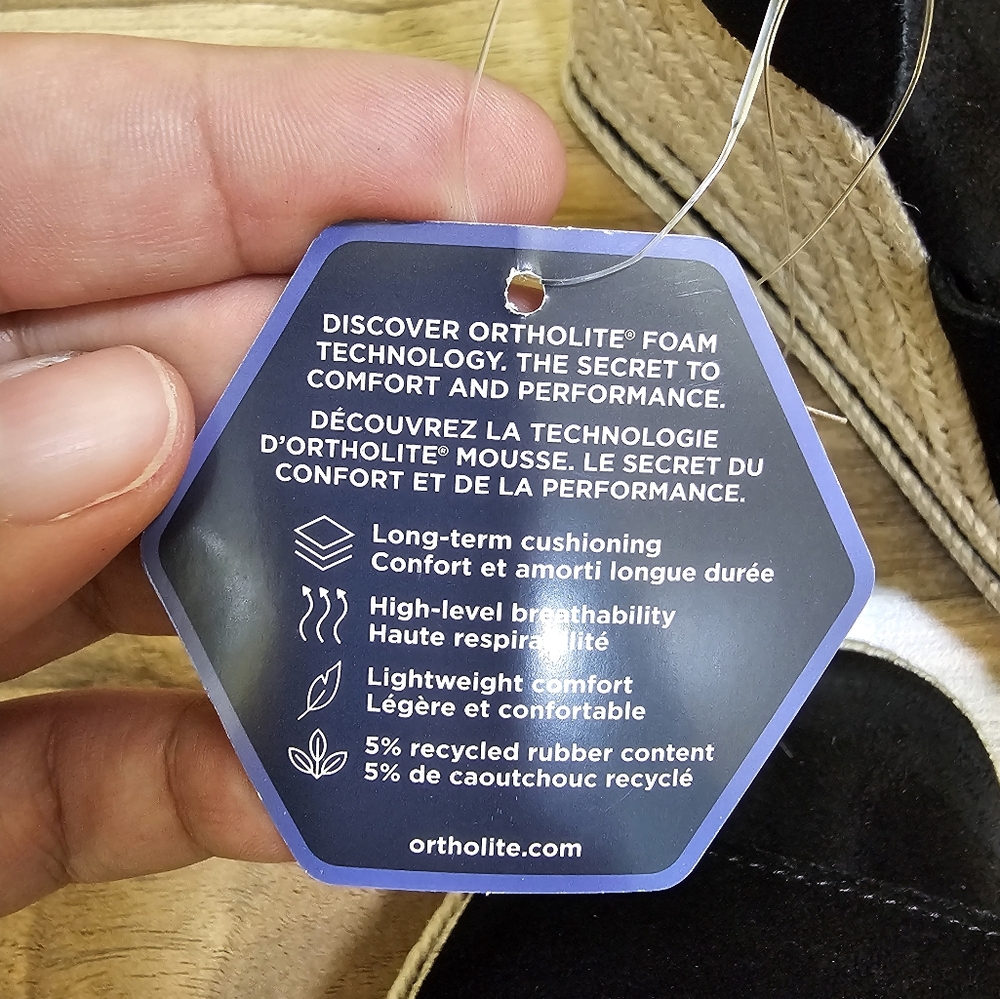 DISCOVER ORTHOLITE® FOAM
TECHNOLOGY. THE SECRET TO
COMFORT AND PERFORMANCE.
DÉCOUVREZ LA TECHNOLOGIE
D'ORTHOLITE® MOUSSE. LE SECRET DU
CONFORT ET DE LA PERFORMANCE.
Long-term cushioning
Confort et amorti longue durée
High-level breathability
Haute respirabilité
Lightweight comfort
Légère et confortable
5% recycled rubber content
5% de caoutchouc recyclé
ortholite.com